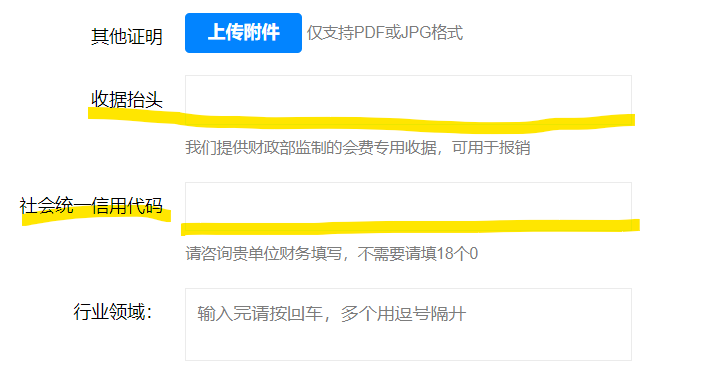 其他证明 上传附件 仅支持PDF或JPG格式
收据抬头
我们提供财政部监制的会费专用收据，可用于报销
社会统一信用代码
请咨询贵单位财务填写，不需要请填18个0
行业领域： 输入完请按回车，多个用逗号隔开